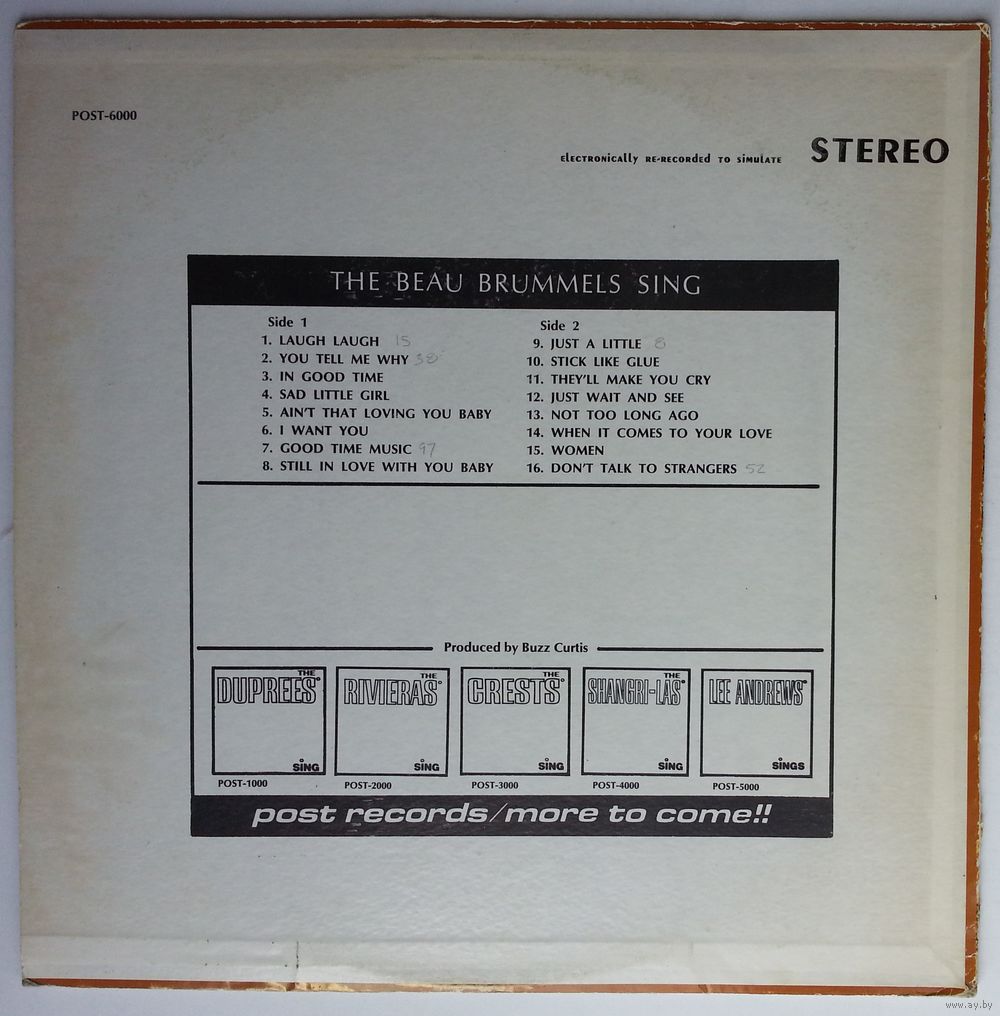 POST-6000
electronically re-recorded to simulate STEREO
THE BEAU BRUMMELS SING
Side 1
1. LAUGH LAUGH 15
2. YOU TELL ME WHY 38
3. IN GOOD TIME
4. SAD LITTLE GIRL
5. AIN'T THAT LOVING YOU BABY
6. I WANT YOU
7. GOOD TIME MUSIC 97
8. STILL IN LOVE WITH YOU BABY
Side 2
9. JUST A LITTLE 8
10. STICK LIKE GLUE
11. THEY'LL MAKE YOU CRY
12. JUST WAIT AND SEE
13. NOT TOO LONG AGO
14. WHEN IT COMES TO YOUR LOVE
15. WOMEN
16. DON'T TALK TO STRANGERS 52
Produced by Buzz Curtis
THE
DUPREES
SING
POST-1000
THE
RIVIERAS
SING
POST-2000
THE
CRESTS
SING
POST-3000
THE
SHANGRI-LAS
SING
POST-4000
LEE ANDREWS
SINGS
POST-5000
post records/more to come!!
www.ay.by